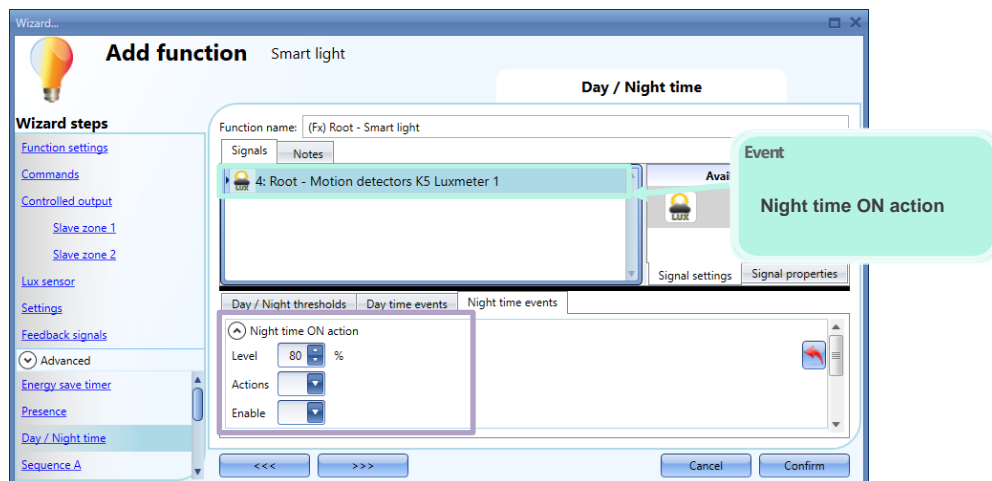 Wizard...
Add function Smart light
Day / Night time
Wizard steps
Function settings
Commands
Controlled output
Slave zone 1
Slave zone 2
Lux sensor
Settings
Feedback signals
Advanced
Energy save timer
Presence
Day / Night time
Sequence A
Function name: (Fx) Root - Smart light
Signals Notes
LUX 4: Root - Motion detectors K5 Luxmeter 1
Avai
LUX
Signal settings Signal properties
Event
Night time ON action
Day / Night thresholds Day time events Night time events
Night time ON action
Level 80 %
Actions
Enable
<<< >>> Cancel Confirm